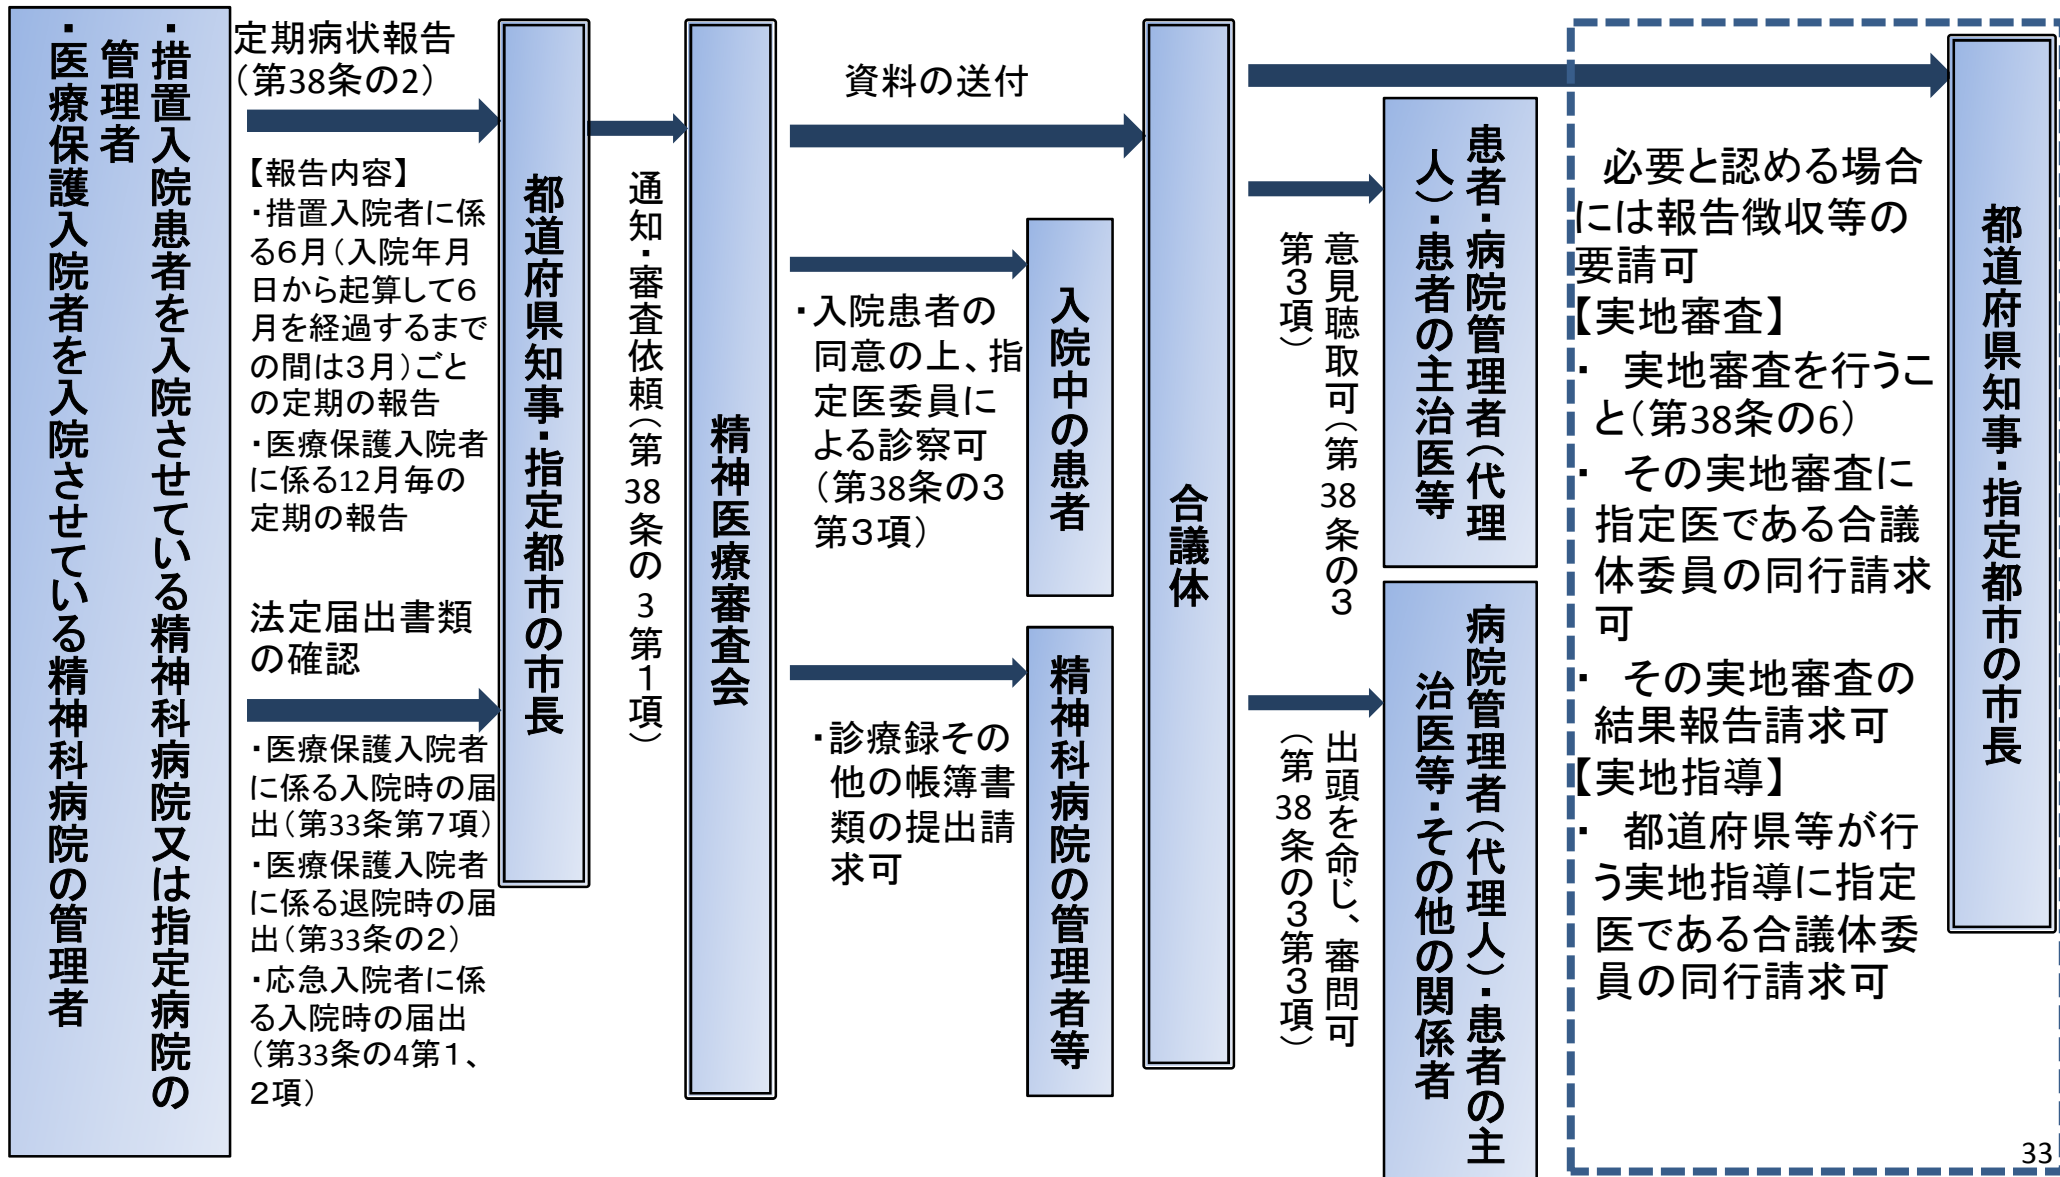 ・措置入院患者を入院させている精神科病院又は指定病院の
管理者
・医療保護入院者を入院させている精神科病院の管理者
定期病状報告
（第38条の2）
【報告内容】
・措置入院者に係
る6月（入院年月
日から起算して６
月を経過するまで
の間は３月）ごと
の定期の報告
・医療保護入院者
に係る12月毎の
定期の報告
法定届出書類
の確認
・医療保護入院者
に係る入院時の届
出（第33条第７項）
・医療保護入院者
に係る退院時の届
出（第33条の２）
・応急入院者に係
る入院時の届出
（第33条の4第１、
２項）
都道府県知事・指定都市の市長
通知・審査依頼（第38条の3第１項）
精神医療審査会
資料の送付
・入院患者の
同意の上、指
定医委員に
よる診察可
（第38条の３
第３項）
入院中の患者
・診療録その
他の帳簿書
類の提出請
求可
精神科病院の管理者等
合議体
意見聴取可（第38条の３
第３項）
患者・病院管理者（代理
人）・患者の主治医等
出頭を命じ、審問可
（第38条の３第３項）
病院管理者（代理人）・患者の主
治医等・その他の関係者
必要と認める場合
には報告徴収等の
要請可
【実地審査】
・ 実地審査を行うこ
と（第38条の6）
・ その実地審査に
指定医である合議
体委員の同行請求
可
・ その実地審査の
結果報告請求可
【実地指導】
・ 都道府県等が行
う実地指導に指定
医である合議体委
員の同行請求可
都道府県知事・指定都市の市長
33